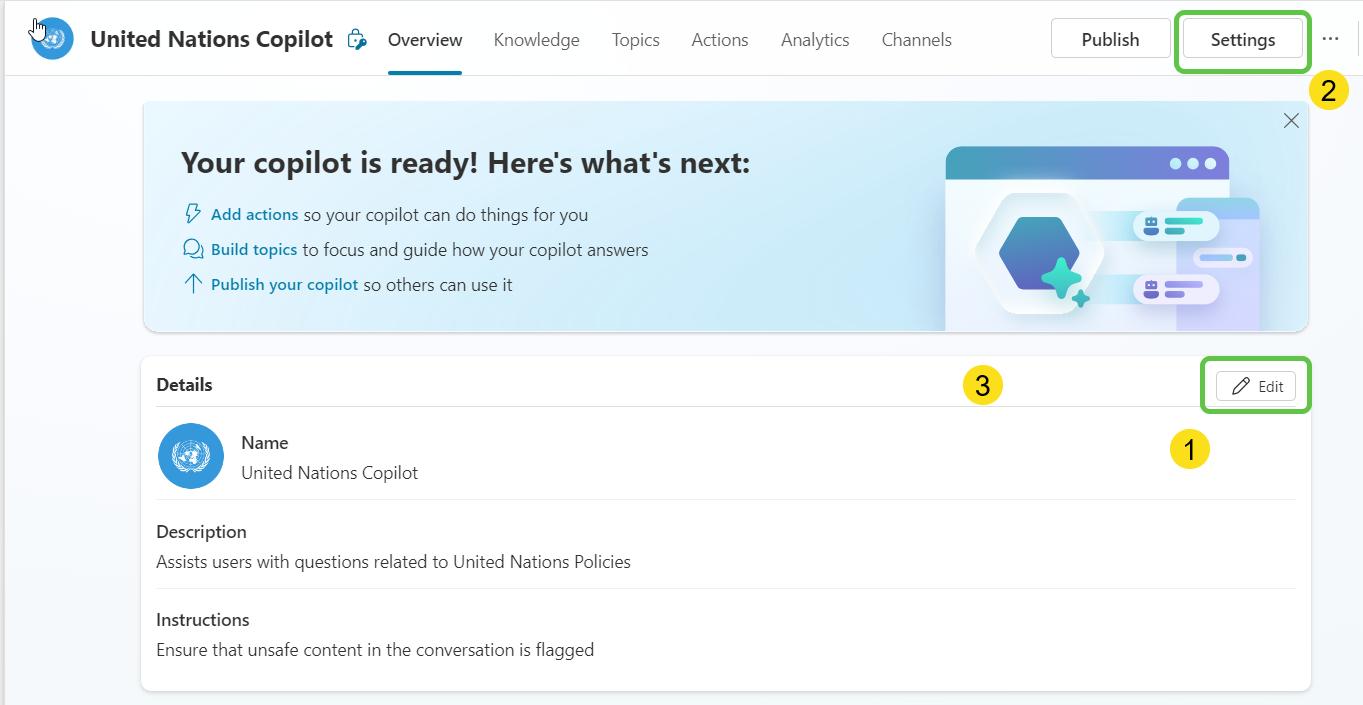 United Nations Copilot Overview Knowledge Topics Actions Analytics Channels Publish Settings ...
2
Your copilot is ready! Here's what's next:
Add actions so your copilot can do things for you
Build topics to focus and guide how your copilot answers
Publish your copilot so others can use it
Details 3 Edit
Name
1
United Nations Copilot
Description
Assists users with questions related to United Nations Policies
Instructions
Ensure that unsafe content in the conversation is flagged